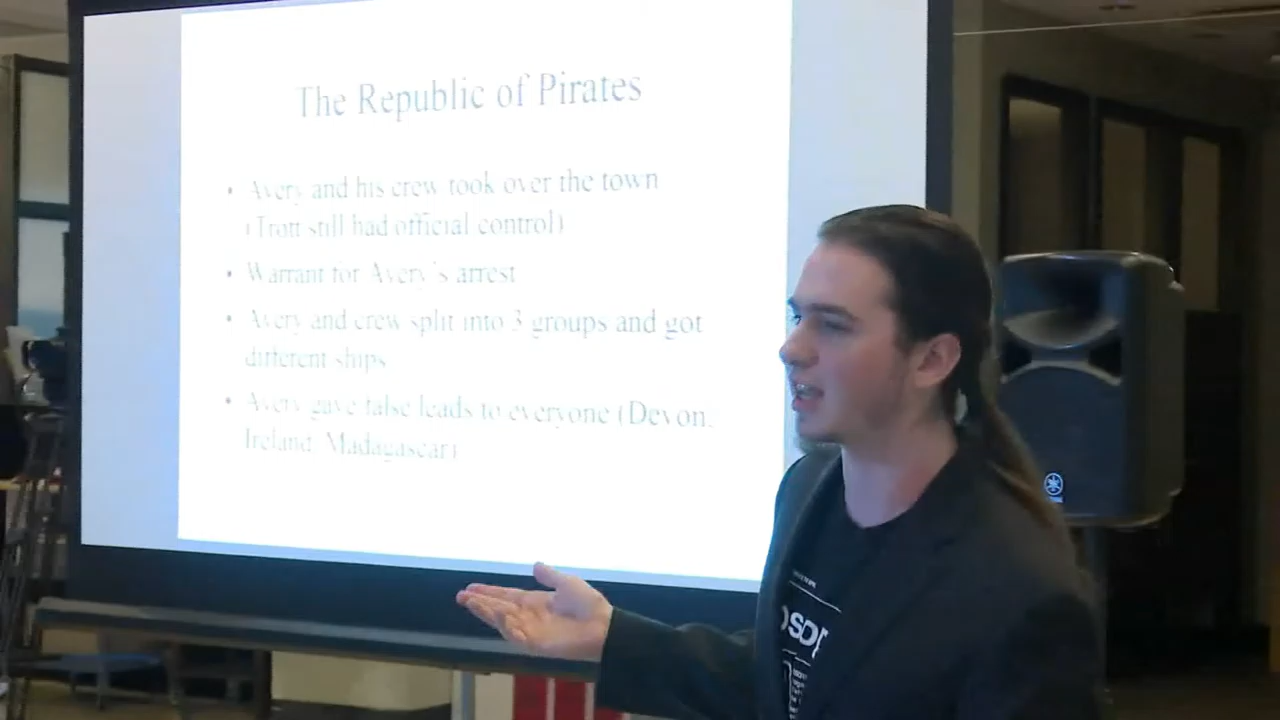 The Republic of Pirates
• Avery and his crew took over the town
(Trott still had official control)
• Warrant for Avery's arrest
• Avery and crew split into 3 groups and got
different ships
• Avery gave false leads to everyone (Devon,
Ireland, Madagascar)